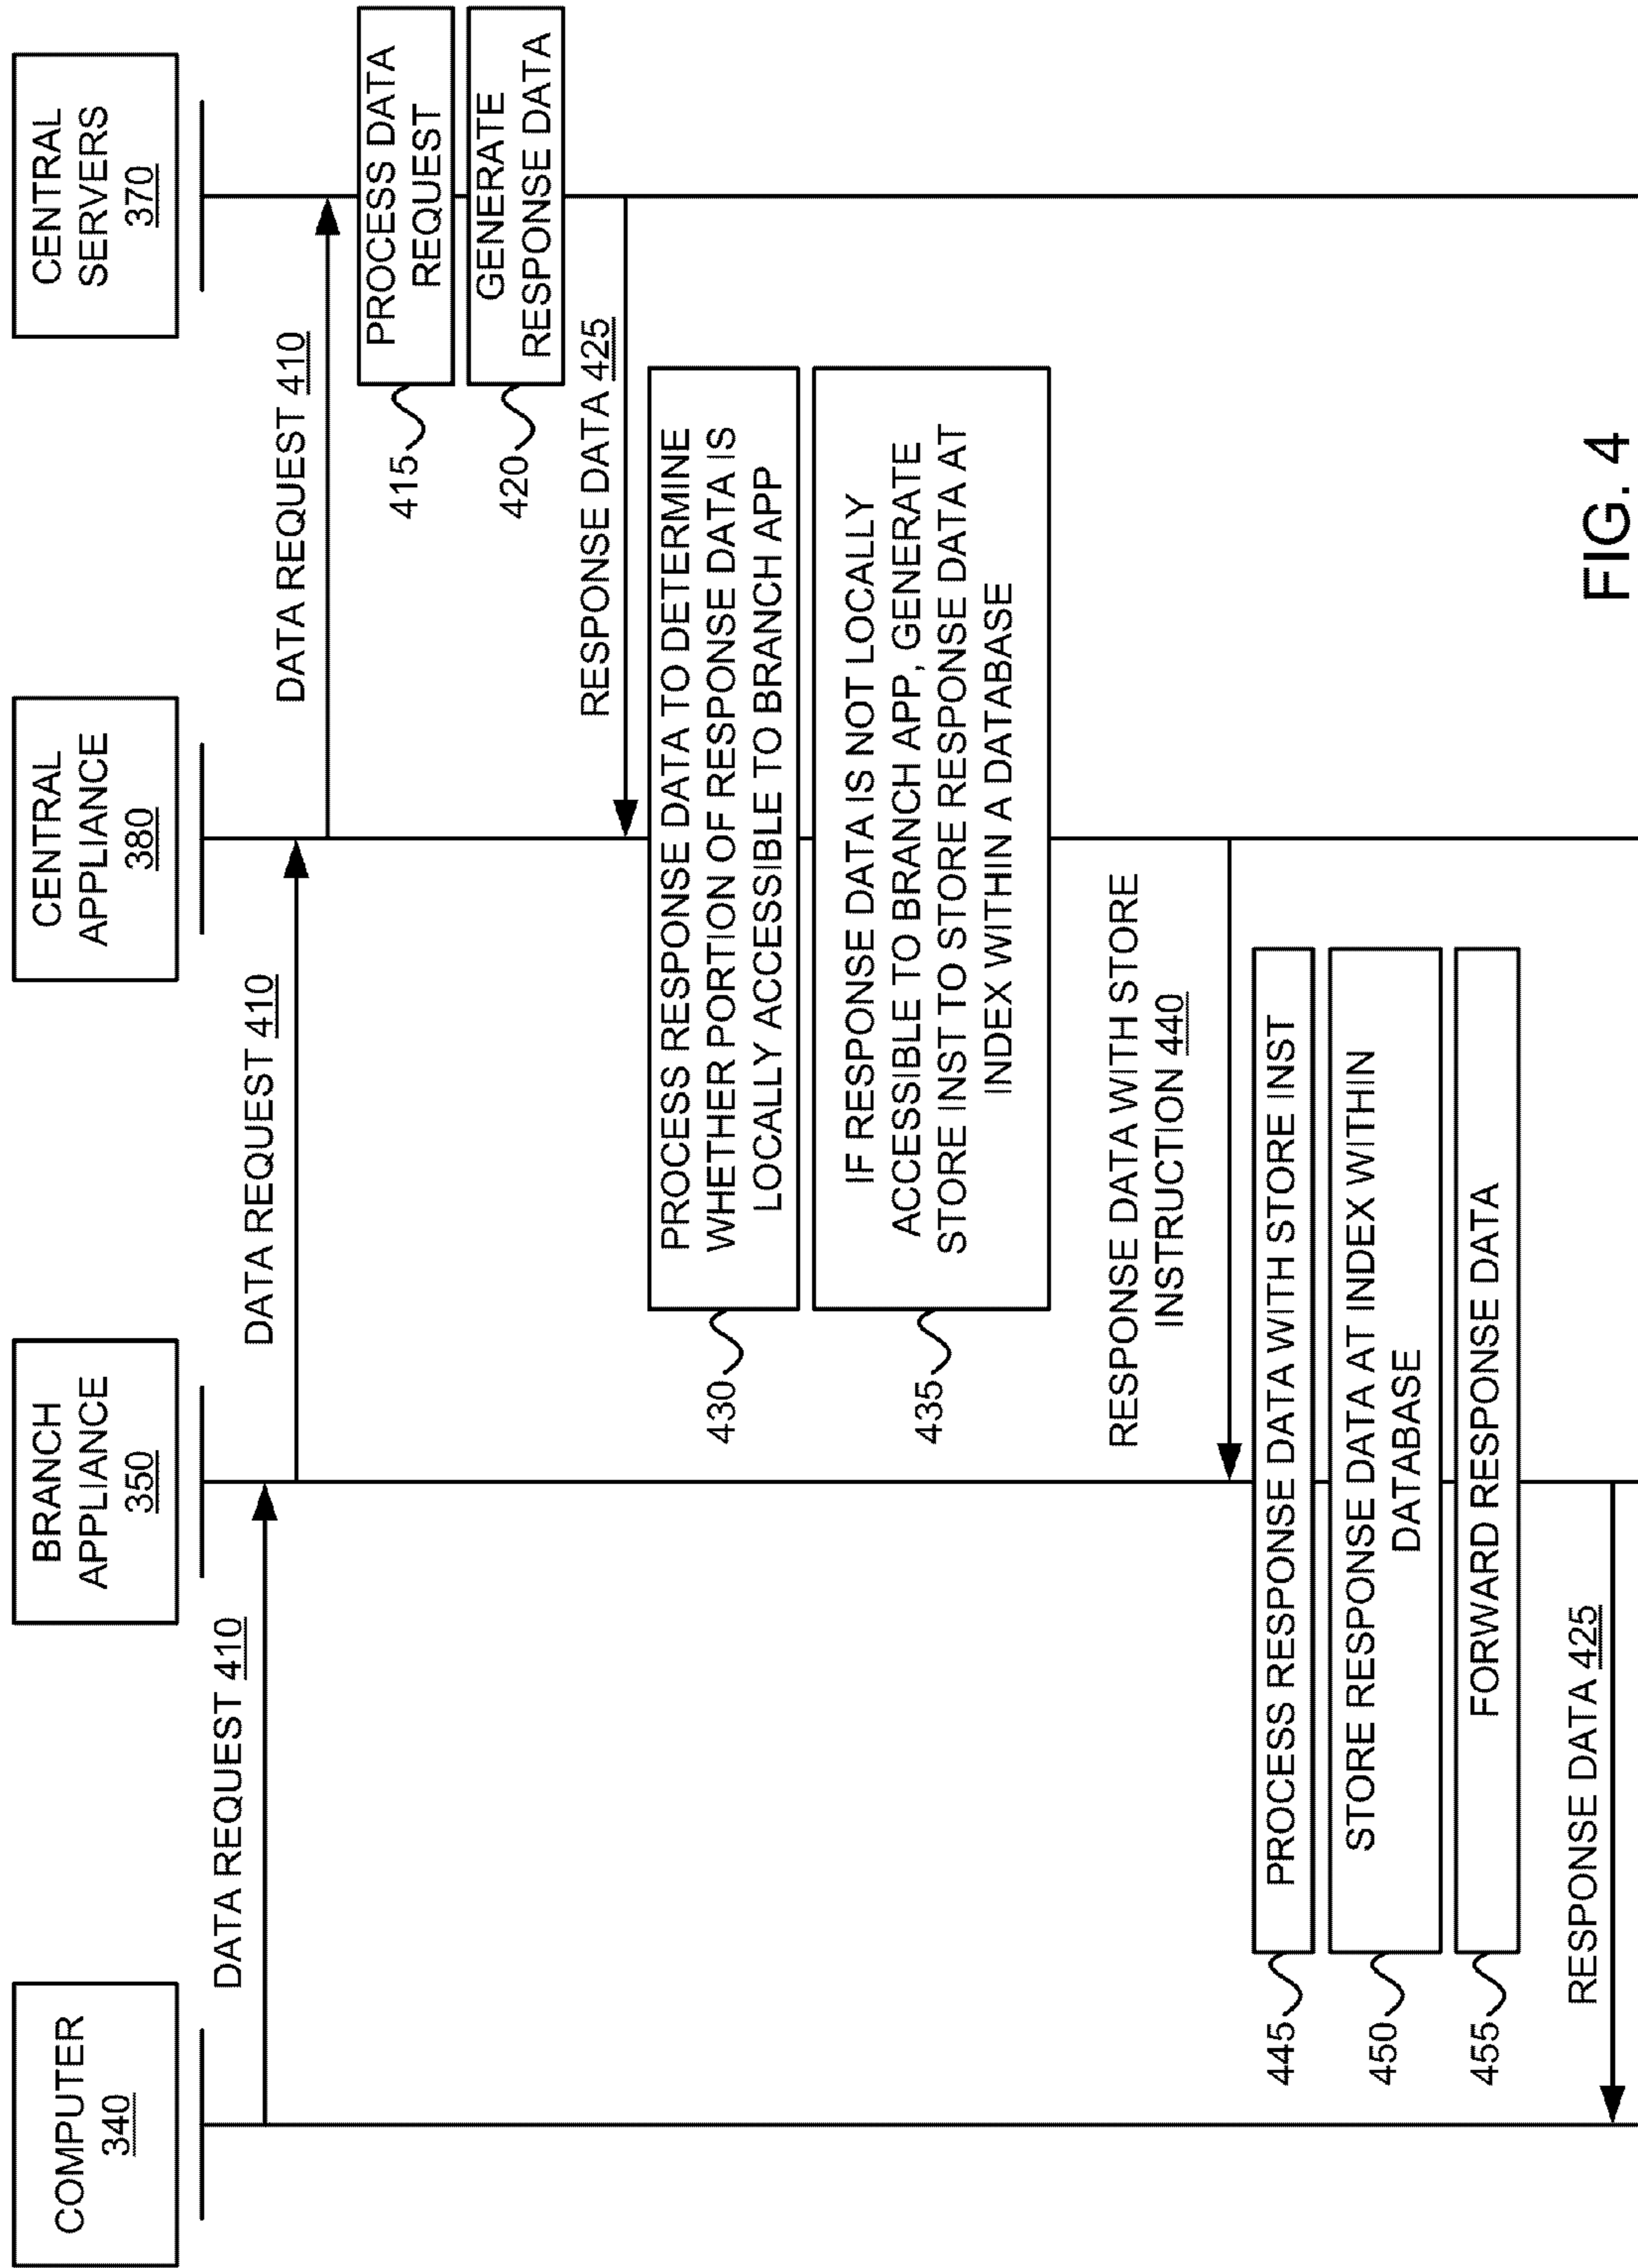 COMPUTER
340
BRANCH
APPLIANCE
350
CENTRAL
APPLIANCE
380
CENTRAL
SERVERS
370
DATA REQUEST 410
DATA REQUEST 410
DATA REQUEST 410
415
PROCESS DATA
REQUEST
420
GENERATE
RESPONSE DATA
RESPONSE DATA 425
430
PROCESS RESPONSE DATA TO DETERMINE
WHETHER PORTION OF RESPONSE DATA IS
LOCALLY ACCESSIBLE TO BRANCH APP
435
IF RESPONSE DATA IS NOT LOCALLY
ACCESSIBLE TO BRANCH APP, GENERATE
STORE INST TO STORE RESPONSE DATA AT
INDEX WITHIN A DATABASE
RESPONSE DATA WITH STORE
INSTRUCTION 440
445
PROCESS RESPONSE DATA WITH STORE INST
450
STORE RESPONSE DATA AT INDEX WITHIN
DATABASE
455
FORWARD RESPONSE DATA
RESPONSE DATA 425
FIG. 4